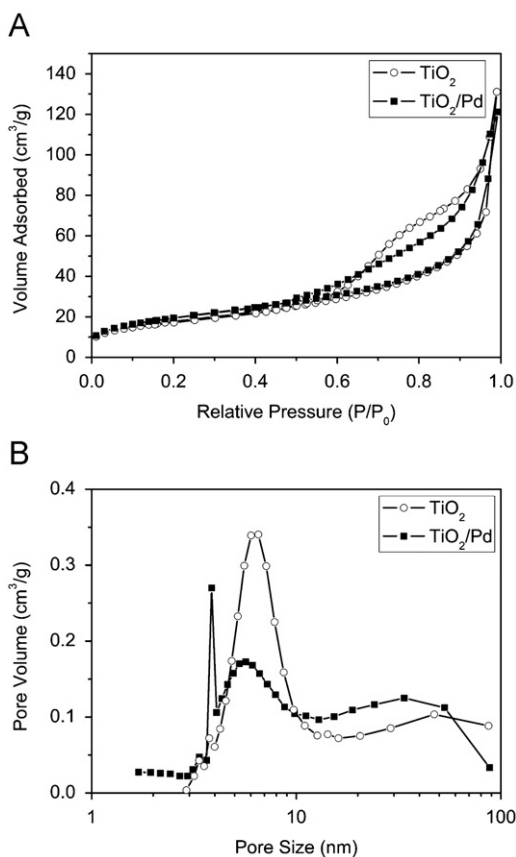 A
140
120
100
80
60
40
20
0
Volume Adsorbed (cm³/g)
TiO₂
TiO₂/Pd
0.0 0.2 0.4 0.6 0.8 1.0
Relative Pressure (P/P₀)
B
0.4
0.3
0.2
0.1
0.0
Pore Volume (cm³/g)
TiO₂
TiO₂/Pd
1 10 100
Pore Size (nm)